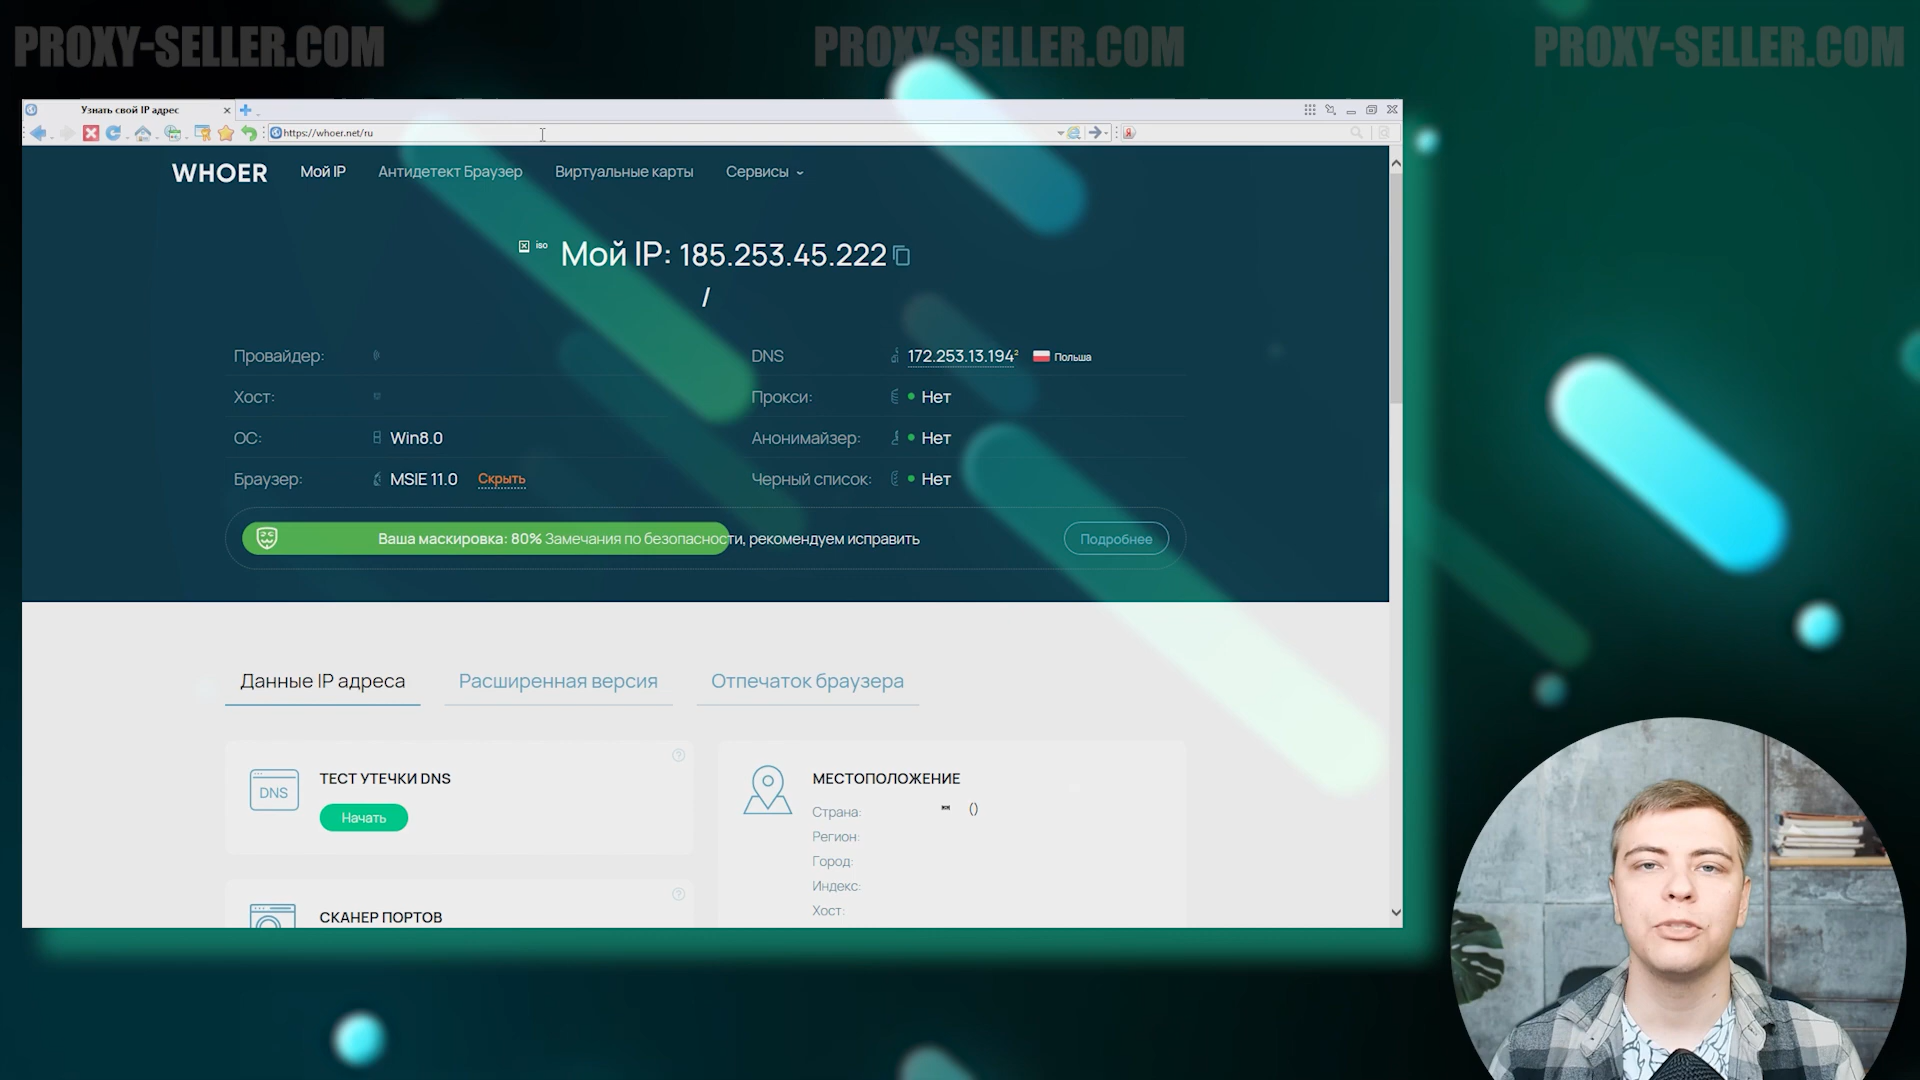 PROXY-SELLER.COM PROXY-SELLER.COM PROXY-SELLER.COM
Узнать свой IP адрес
https://whoer.net/ru
WHOER Мой IP Антидетект Браузер Виртуальные карты Сервисы
iso Мой IP: 185.253.45.222
/
Провайдер: DNS 172.253.13.194² Польша
Хост: Прокси: Нет
ОС: Win8.0 Анонимайзер: Нет
Браузер: MSIE 11.0 Скрыть Черный список: Нет
Ваша маскировка: 80% Замечания по безопасности, рекомендуем исправить Подробнее
Данные IP адреса Расширенная версия Отпечаток браузера
DNS ТЕСТ УТЕЧКИ DNS
Начать
СКАНЕР ПОРТОВ
МЕСТОПОЛОЖЕНИЕ
Страна: ()
Регион:
Город:
Индекс:
Хост: